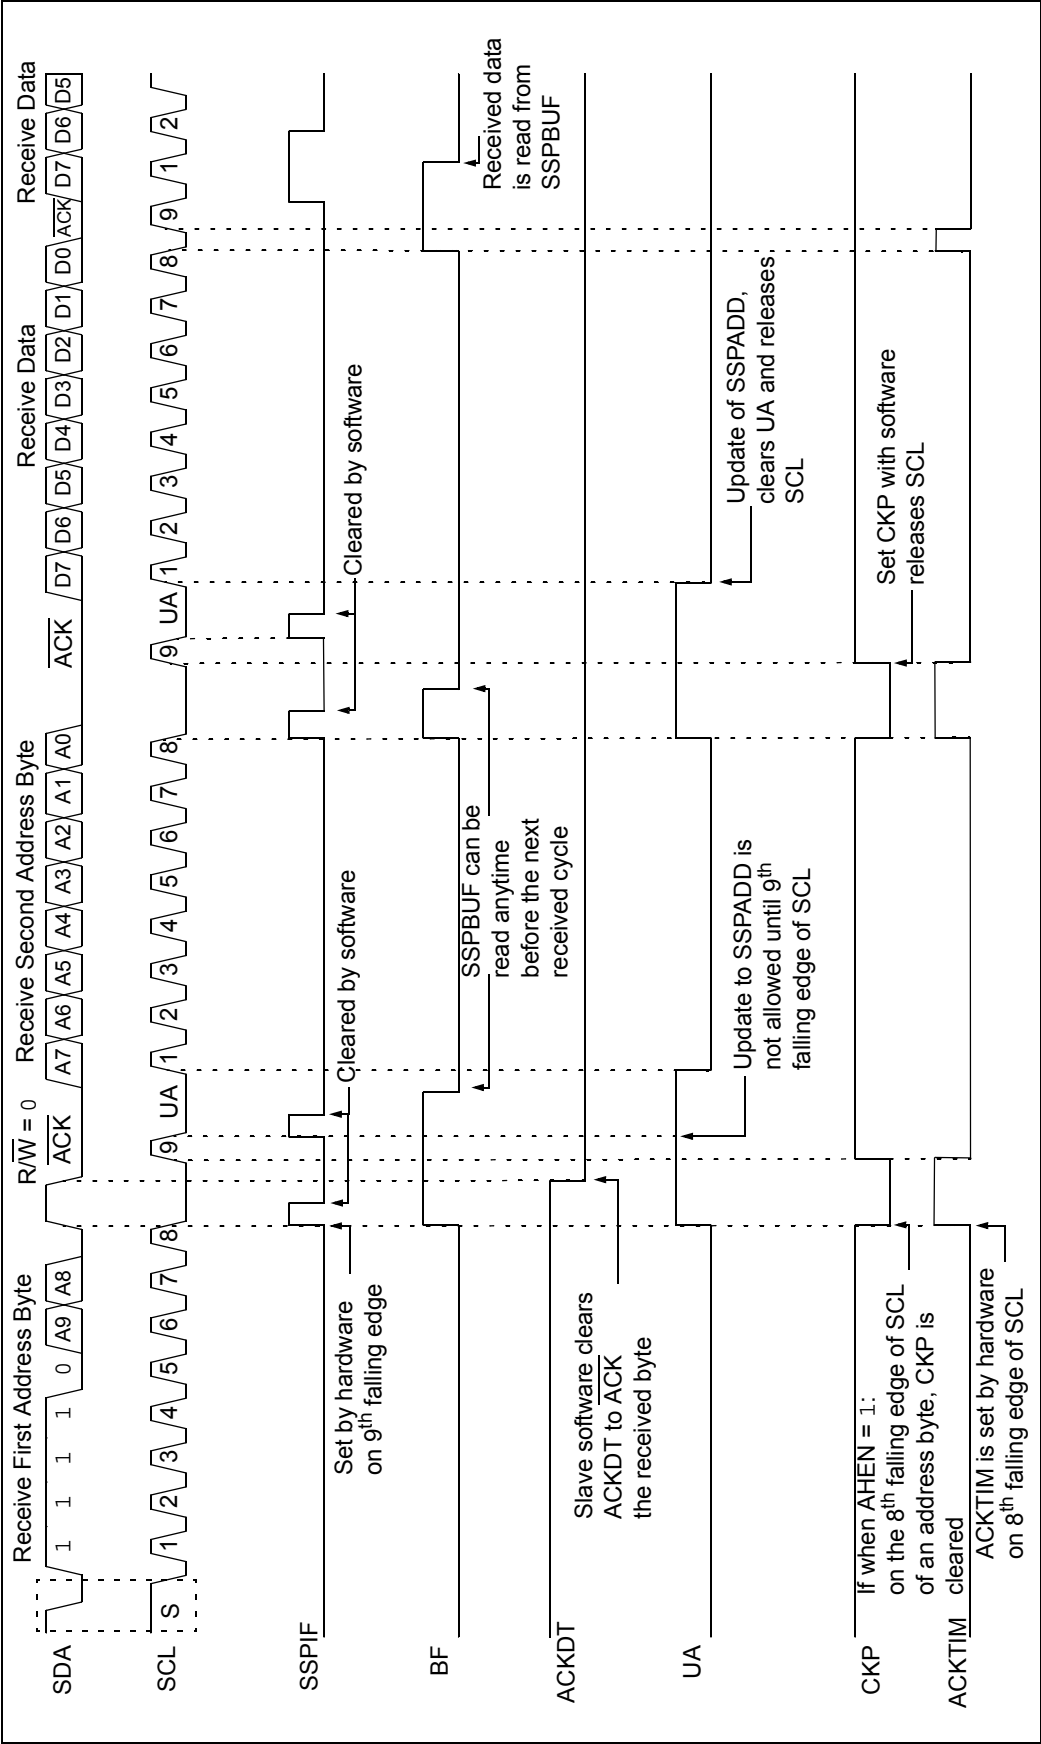 Receive First Address Byte
R/W = 0
Receive Second Address Byte
Receive Data
Receive Data
SDA
1 1 1 1 0 A9 A8
ACK
A7 A6 A5 A4 A3 A2 A1 A0
ACK
D7 D6 D5 D4 D3 D2 D1 D0
ACK
D7 D6 D5
SCL
S
1 2 3 4 5 6 7 8 9 UA
1 2 3 4 5 6 7 8 9 UA
1 2 3 4 5 6 7 8 9
1 2
SSPIF
Set by hardware
on 9th falling edge
Cleared by software
Cleared by software
BF
SSPBUF can be
read anytime
before the next
received cycle
Received data
is read from
SSPBUF
ACKDT
Slave software clears
ACKDT to ACK
the received byte
UA
Update to SSPADD is
not allowed until 9th
falling edge of SCL
Update of SSPADD,
clears UA and releases
SCL
CKP
If when AHEN = 1:
on the 8th falling edge of SCL
of an address byte, CKP is
cleared
Set CKP with software
releases SCL
ACKTIM
ACKTIM is set by hardware
on 8th falling edge of SCL